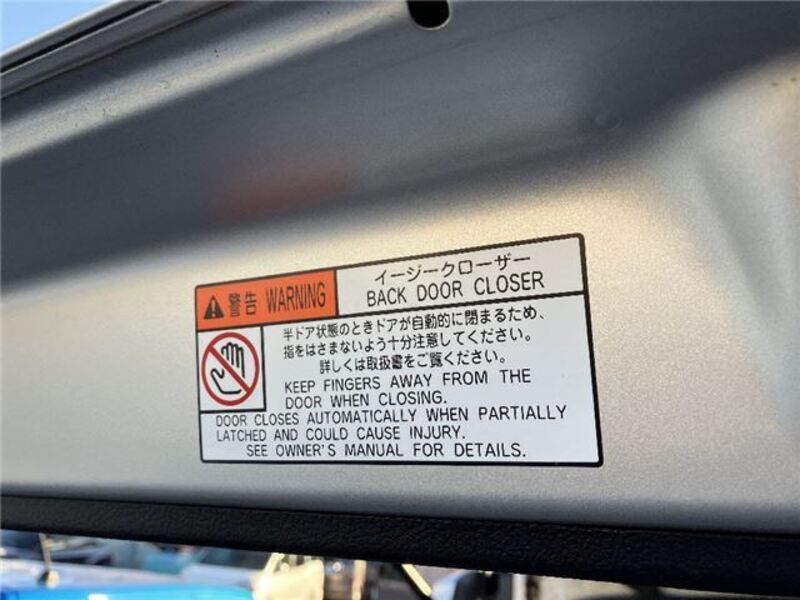 警告 WARNING
イージークローザー
BACK DOOR CLOSER
半ドア状態のときドアが自動的に閉まるため、
指をはさまないよう十分注意してください。
詳しくは取扱書をご覧ください。
KEEP FINGERS AWAY FROM THE
DOOR WHEN CLOSING.
DOOR CLOSES AUTOMATICALLY WHEN PARTIALLY
LATCHED AND COULD CAUSE INJURY.
SEE OWNER'S MANUAL FOR DETAILS.